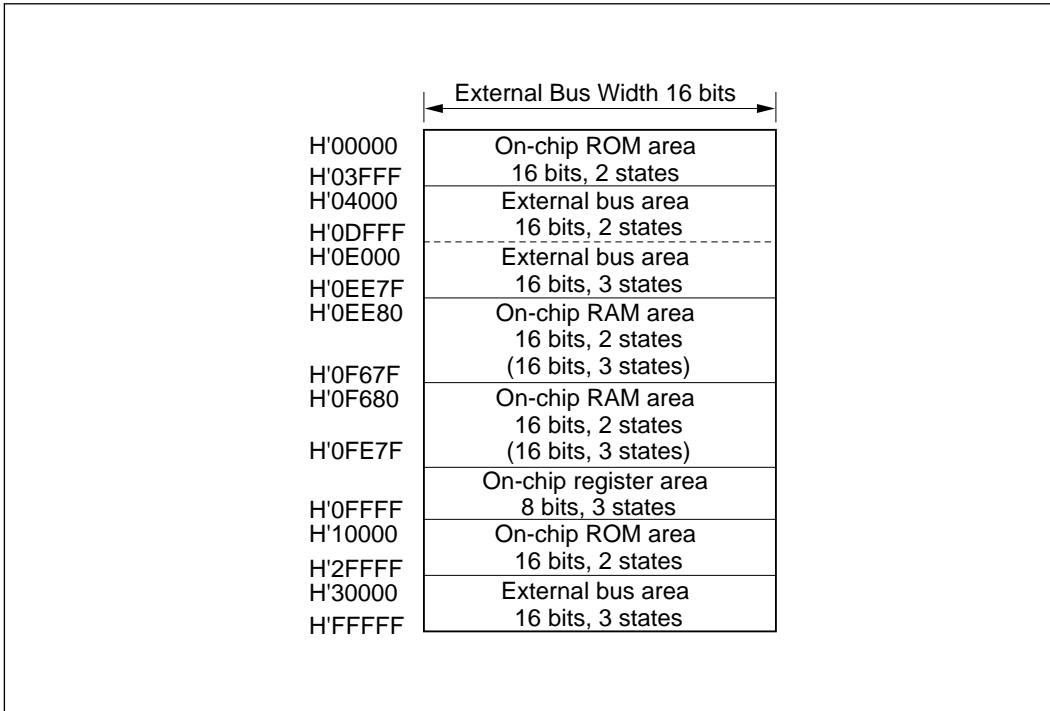 External Bus Width 16 bits
H'00000 On-chip ROM area
H'03FFF 16 bits, 2 states
H'04000 External bus area
H'0DFFF 16 bits, 2 states
H'0E000 External bus area
H'0EE7F 16 bits, 3 states
H'0EE80 On-chip RAM area
16 bits, 2 states
H'0F67F (16 bits, 3 states)
H'0F680 On-chip RAM area
16 bits, 2 states
H'0FE7F (16 bits, 3 states)
On-chip register area
H'0FFFF 8 bits, 3 states
H'10000 On-chip ROM area
H'2FFFF 16 bits, 2 states
H'30000 External bus area
H'FFFFF 16 bits, 3 states